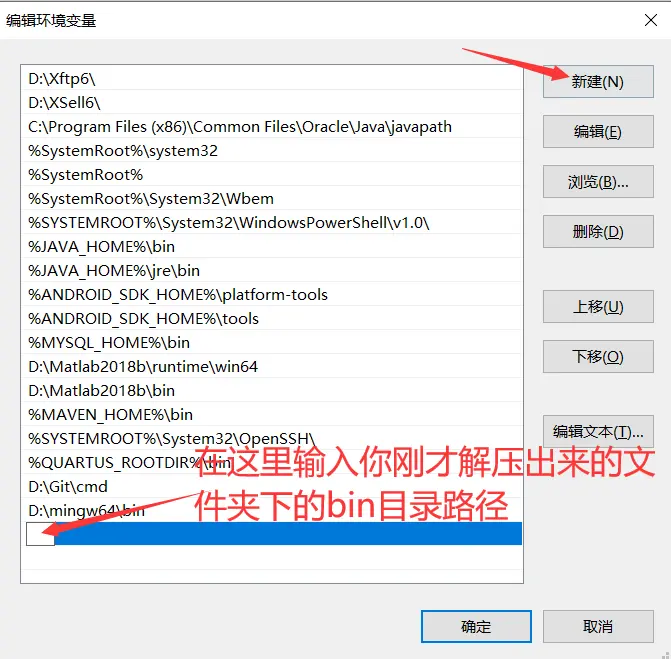 编辑环境变量
D:\Xftp6\
D:\XSell6\
C:\Program Files (x86)\Common Files\Oracle\Java\javapath
%SystemRoot%\system32
%SystemRoot%
%SystemRoot%\System32\Wbem
%SYSTEMROOT%\System32\WindowsPowerShell\v1.0\
%JAVA_HOME%\bin
%JAVA_HOME%\jre\bin
%ANDROID_SDK_HOME%\platform-tools
%ANDROID_SDK_HOME%\tools
%MYSQL_HOME%\bin
D:\Matlab2018b\runtime\win64
D:\Matlab2018b\bin
%MAVEN_HOME%\bin
%SYSTEMROOT%\System32\OpenSSH\
%QUARTUS_ROOTDIR%\bin
D:\Git\cmd
D:\mingw64\bin
在这里输入你刚才解压出来的文
件夹下的bin目录路径
新建(N)
编辑(E)
浏览(B)...
删除(D)
上移(U)
下移(O)
编辑文本(T)...
确定
取消